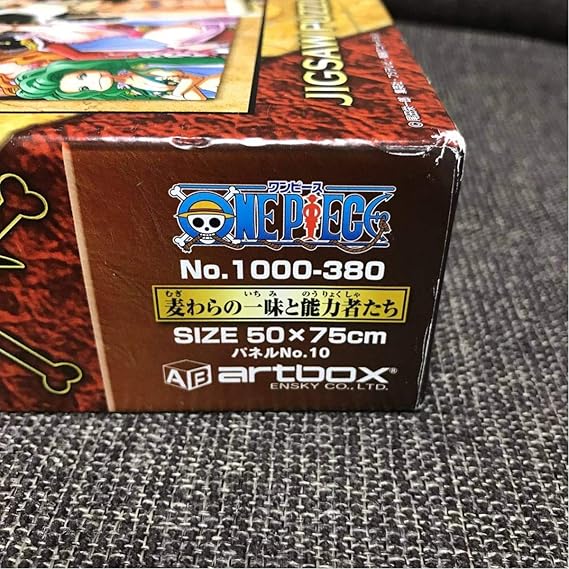 JIGSAW PUZZLE
ワンピース
ONE PIECE
No.1000-380
むぎ いちみ のうりょくしゃ
麦わらの一味と能力者たち
SIZE 50×75cm
パネルNo.10
AB artbox®
ENSKY CO.,LTD.